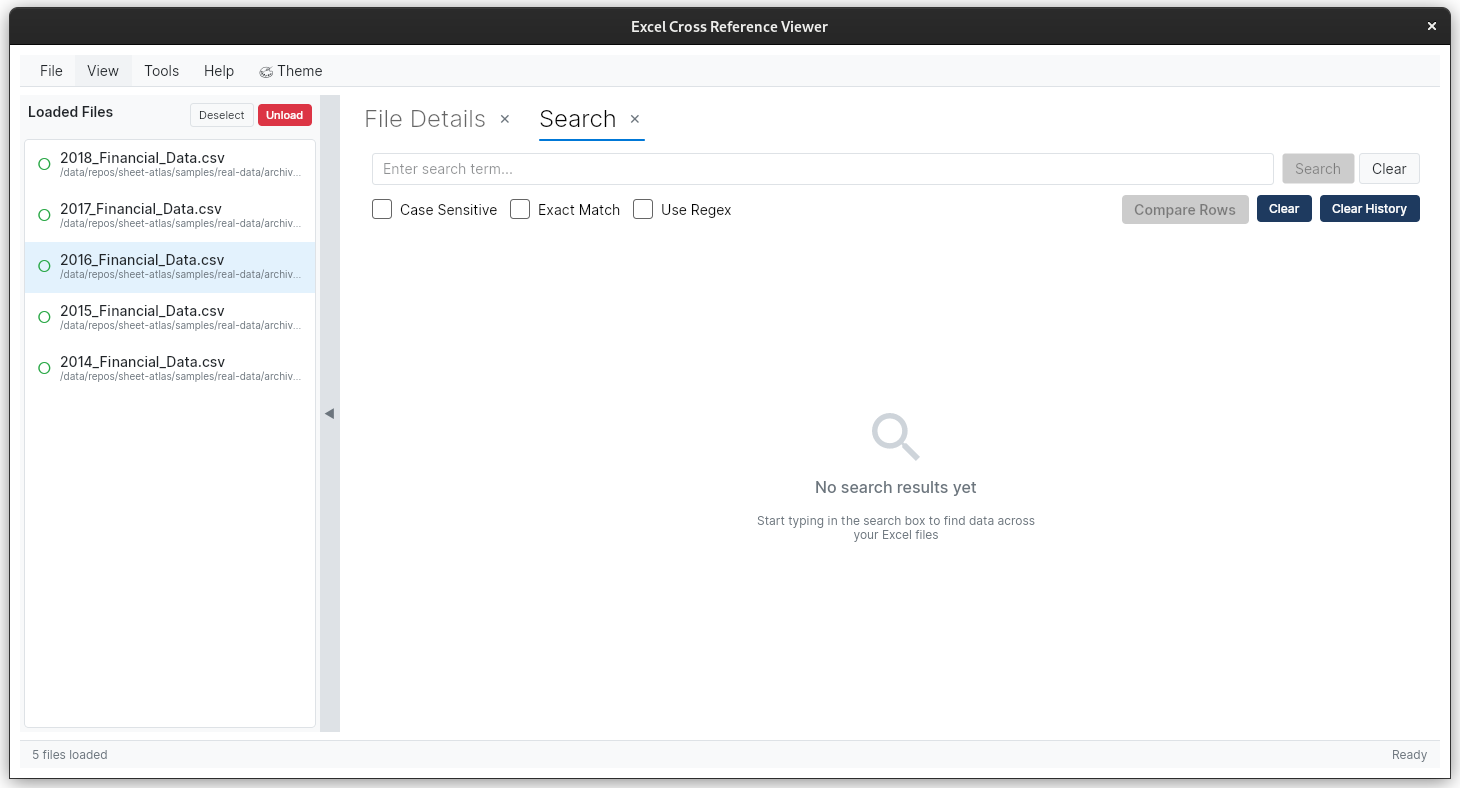 Excel Cross Reference Viewer ×
File View Tools Help Theme
Loaded Files Deselect Unload
2018_Financial_Data.csv
/data/repos/sheet-atlas/samples/real-data/archiv...
2017_Financial_Data.csv
/data/repos/sheet-atlas/samples/real-data/archiv...
2016_Financial_Data.csv
/data/repos/sheet-atlas/samples/real-data/archiv...
2015_Financial_Data.csv
/data/repos/sheet-atlas/samples/real-data/archiv...
2014_Financial_Data.csv
/data/repos/sheet-atlas/samples/real-data/archiv...
File Details × Search ×
Enter search term... Search Clear
Case Sensitive Exact Match Use Regex Compare Rows Clear Clear History
No search results yet
Start typing in the search box to find data across
your Excel files
5 files loaded Ready